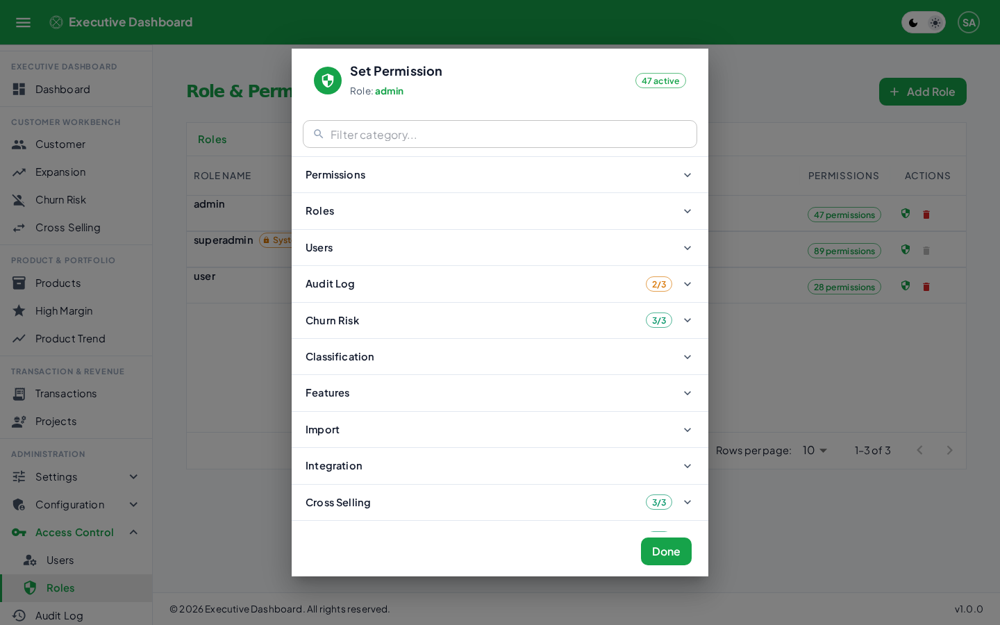 Executive Dashboard
SA
EXECUTIVE DASHBOARD
Dashboard
CUSTOMER WORKBENCH
Customer
Expansion
Churn Risk
Cross Selling
PRODUCT & PORTFOLIO
Products
High Margin
Product Trend
TRANSACTION & REVENUE
Transactions
Projects
ADMINISTRATION
Settings
Configuration
Access Control
Users
Roles
Audit Log
Role & Perm
Add Role
Roles
ROLE NAME
PERMISSIONS
ACTIONS
admin
47 permissions
superadmin
Syst
89 permissions
user
28 permissions
Rows per page:
10
1–3 of 3
Set Permission
Role: admin
47 active
Filter category...
Permissions
Roles
Users
Audit Log
2/3
Churn Risk
3/3
Classification
Features
Import
Integration
Cross Selling
3/3
Done
© 2026 Executive Dashboard. All rights reserved.
v1.0.0